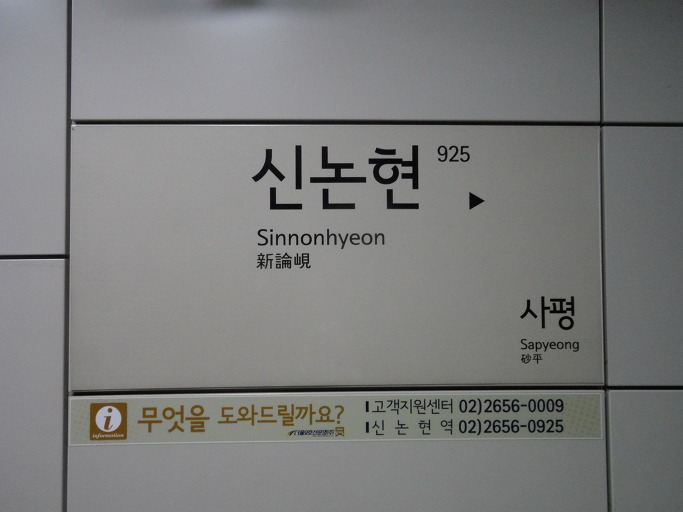 신논현 925
▶
Sinnonhyeon
新論峴
사평
Sapyeong
砂平
i information
무엇을 도와드릴까요?
고객지원센터 02)2656-0009
신 논 현 역 02)2656-0925